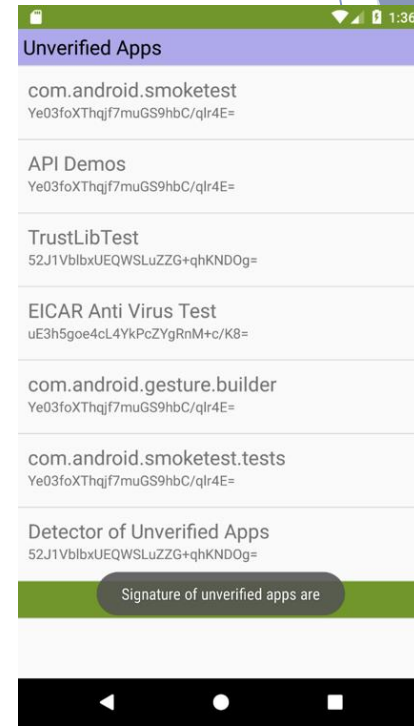 1:36
Unverified Apps
com.android.smoketest
Ye03foXThqjf7muGS9hbC/qlr4E=
API Demos
Ye03foXThqjf7muGS9hbC/qlr4E=
TrustLibTest
52J1VblbxUEQWSLuZZG+qhKNDOg=
EICAR Anti Virus Test
uE3h5goe4cL4YkPcZYgRnM+c/K8=
com.android.gesture.builder
Ye03foXThqjf7muGS9hbC/qlr4E=
com.android.smoketest.tests
Ye03foXThqjf7muGS9hbC/qlr4E=
Detector of Unverified Apps
52J1VblbxUEQWSLuZZG+qhKNDOg=
Signature of unverified apps are